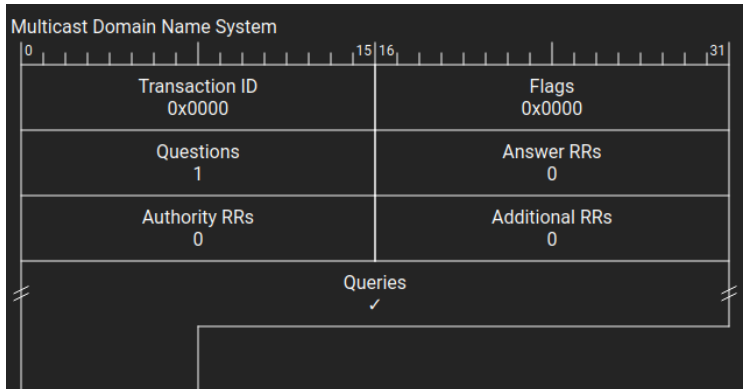 Multicast Domain Name System
0 15 16 31
Transaction ID Flags
0x0000 0x0000
Questions Answer RRs
1 0
Authority RRs Additional RRs
0 0
Queries
✓